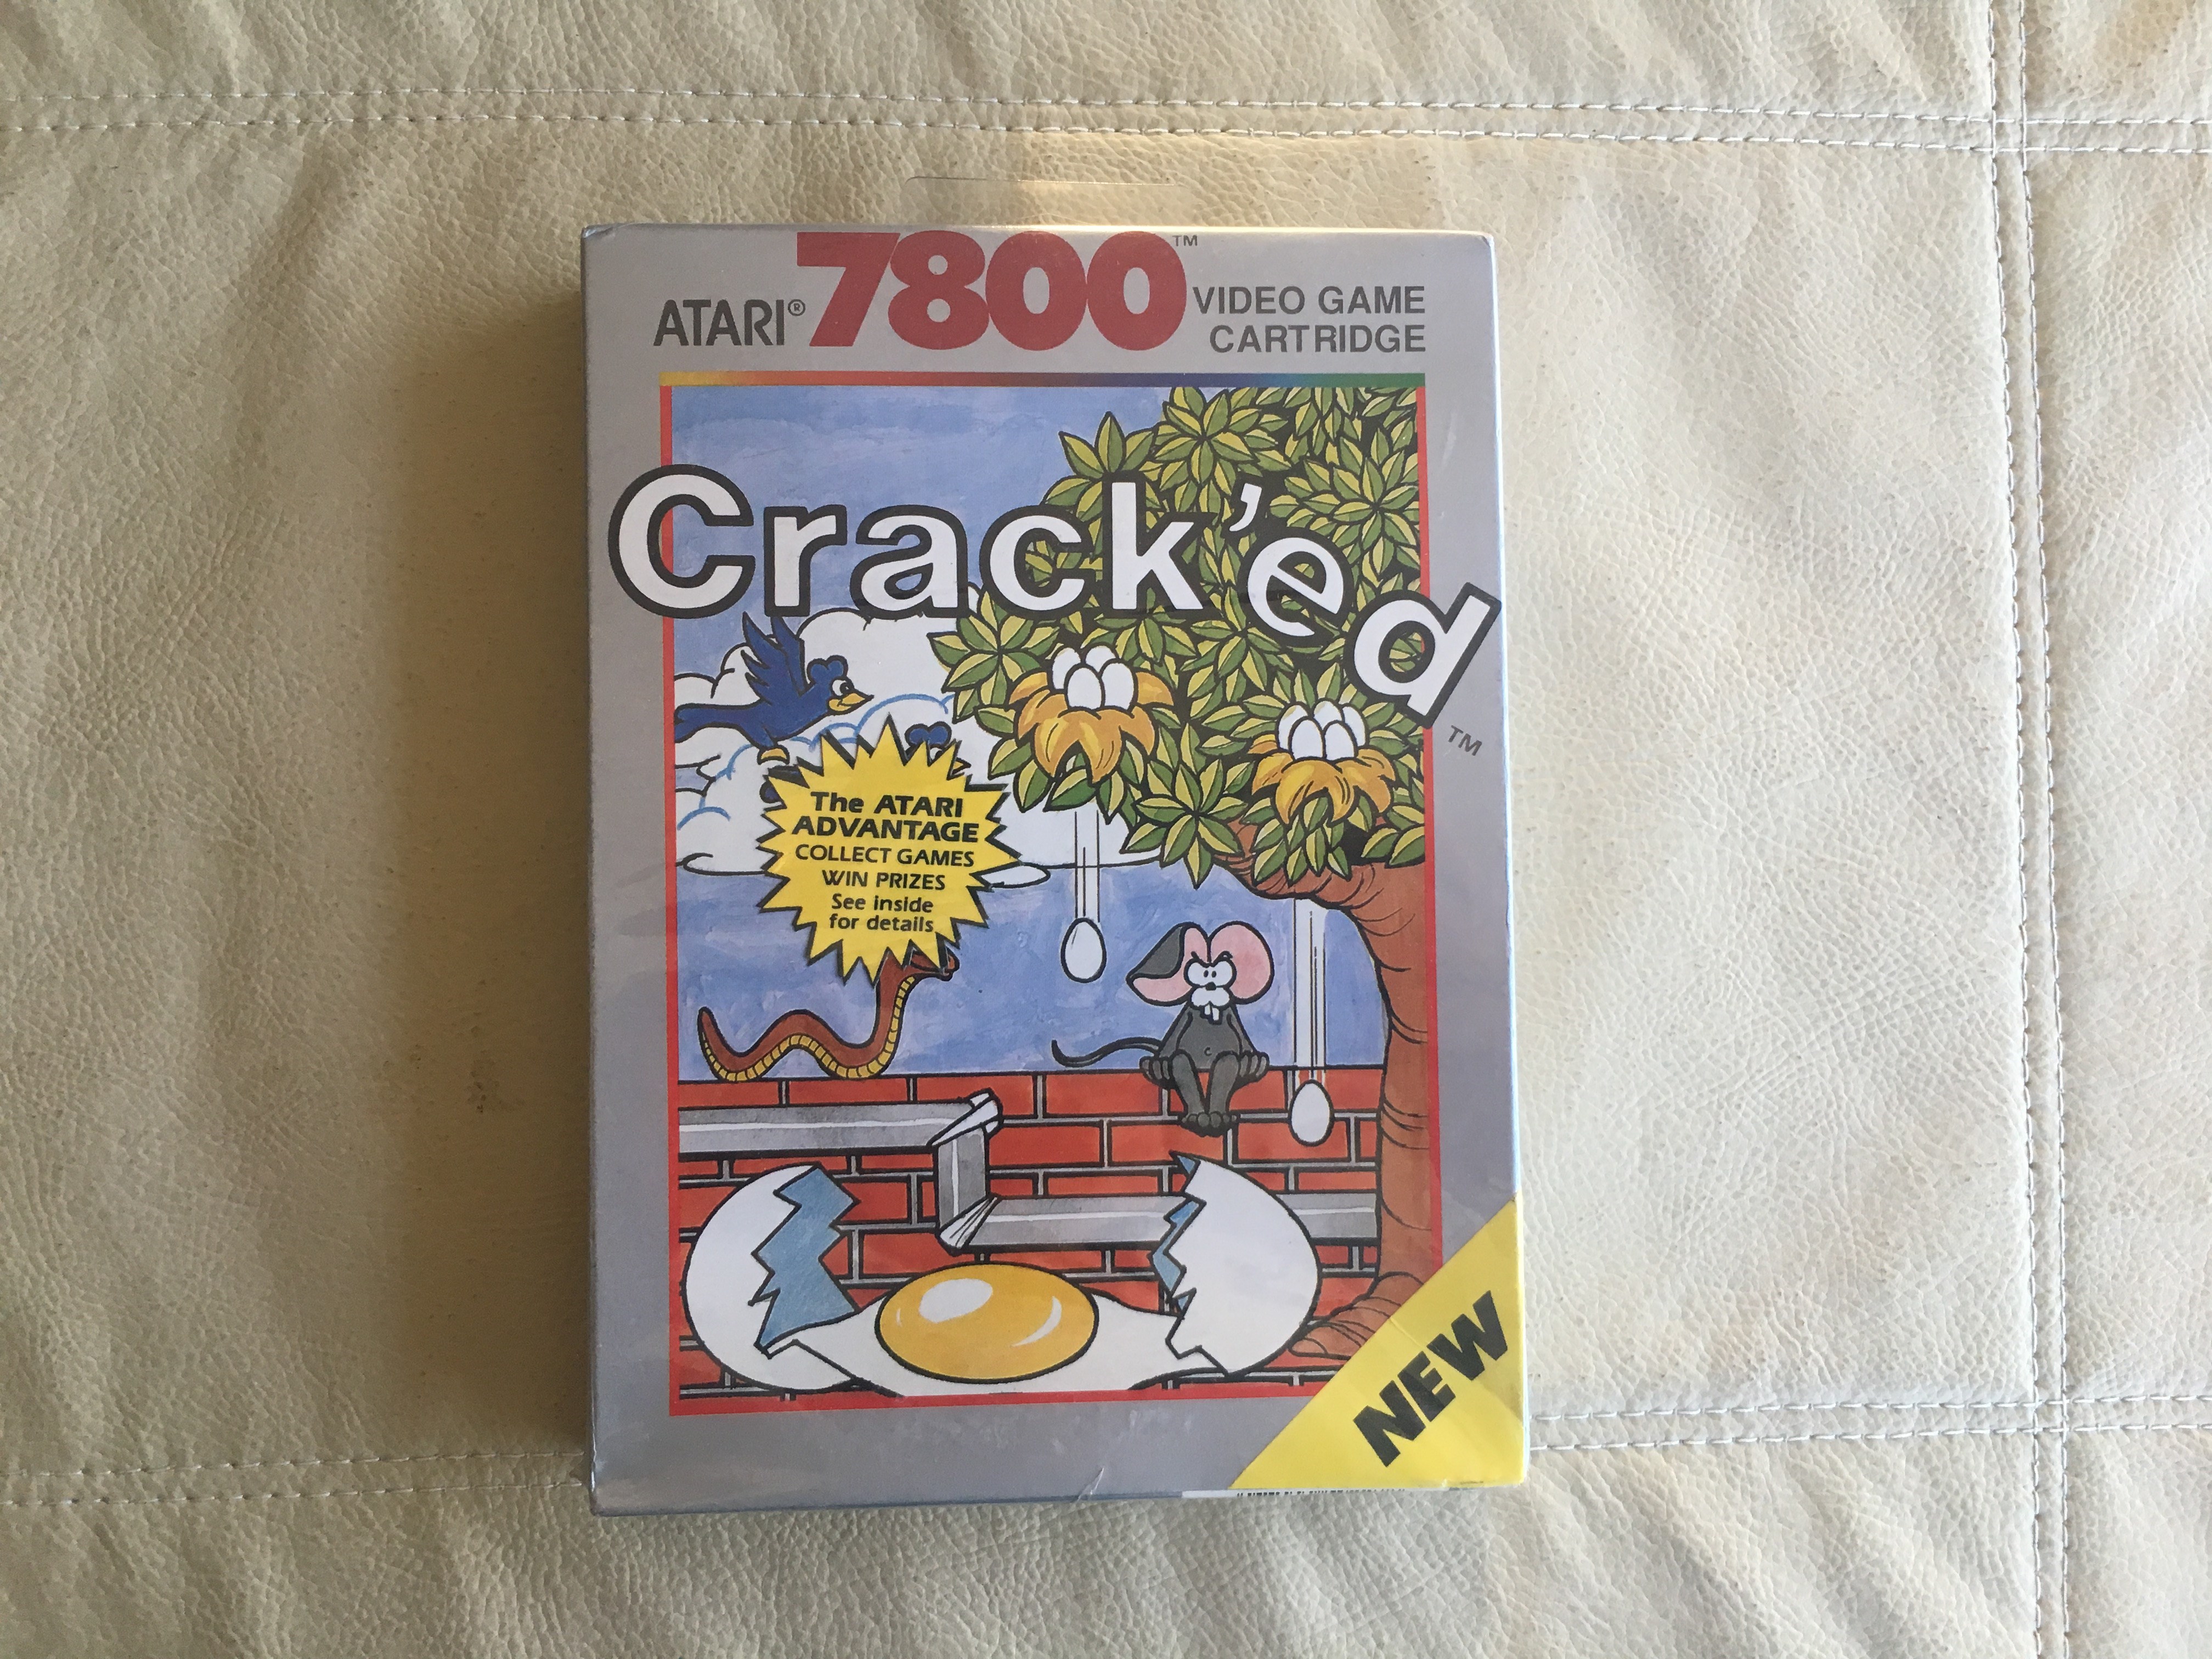 ATARI® 7800™ VIDEO GAME
CARTRIDGE
Crack'ed™
The ATARI
ADVANTAGE
COLLECT GAMES
WIN PRIZES
See inside
for details
NEW